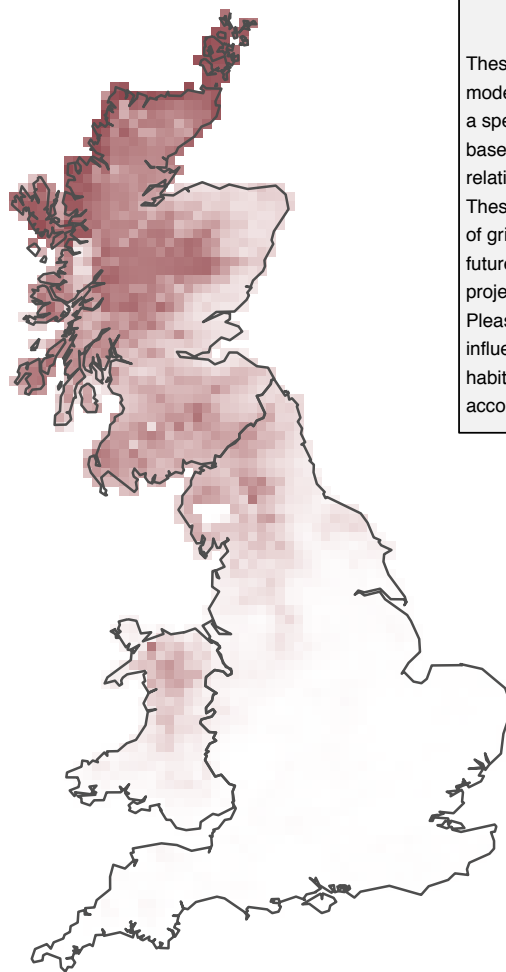 Thes
mode
a spe
base
relati
Thes
of gri
future
proje
Pleas
influe
habit
acco